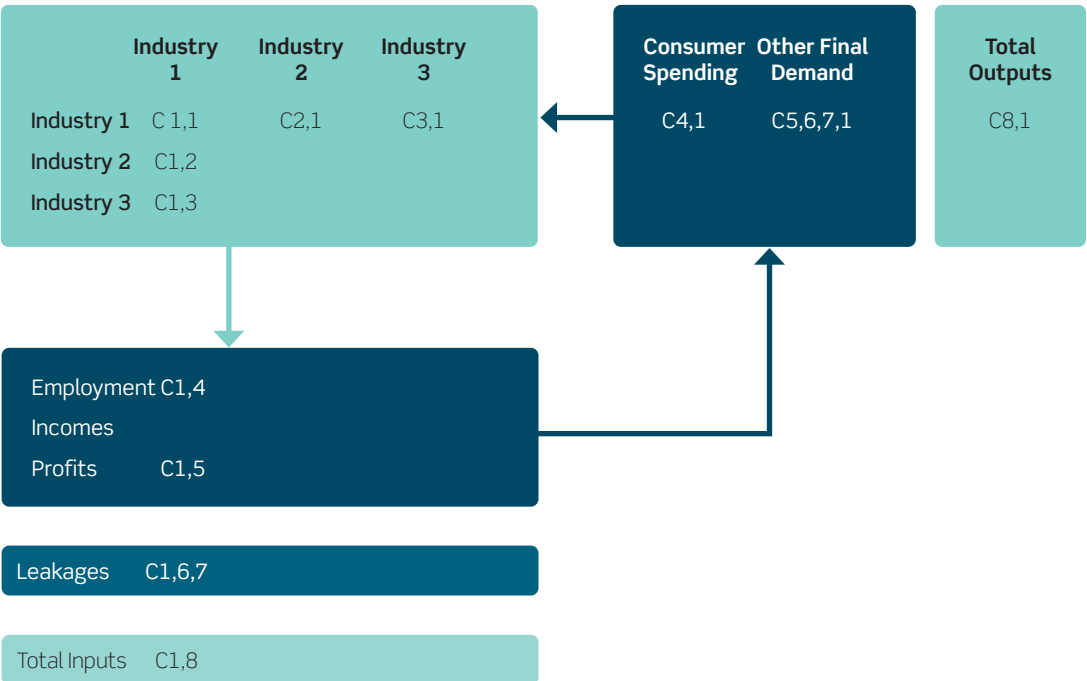 Industry 1 Industry 2 Industry 3
Industry 1 C 1,1 C2,1 C3,1
Industry 2 C1,2
Industry 3 C1,3
Consumer Spending Other Final Demand
C4,1 C5,6,7,1
Total Outputs
C8,1
Employment C1,4
Incomes
Profits C1,5
Leakages C1,6,7
Total Inputs C1,8